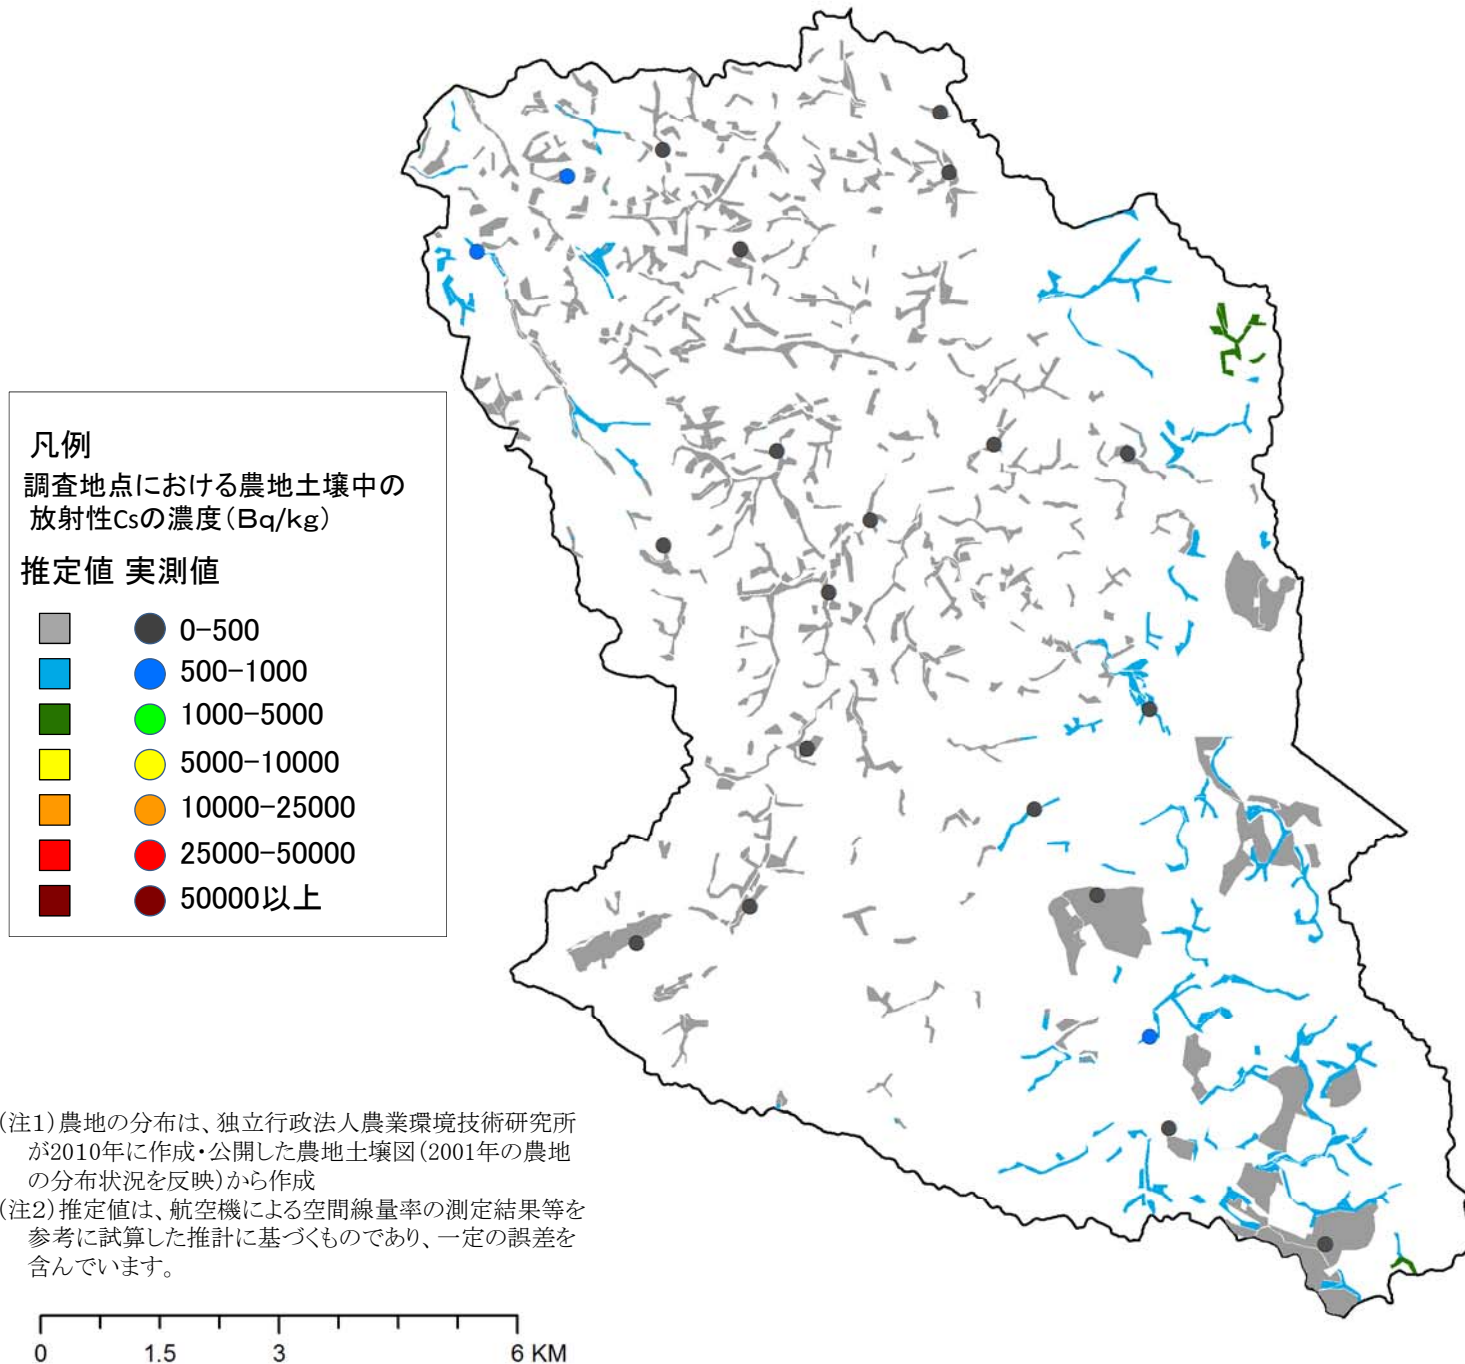 凡例
調査地点における農地土壌中の
放射性Csの濃度(Bq/kg)
推定値 実測値
0-500
500-1000
1000-5000
5000-10000
10000-25000
25000-50000
50000以上
(注1)農地の分布は、独立行政法人農業環境技術研究所
が2010年に作成・公開した農地土壌図(2001年の農地
の分布状況を反映)から作成
(注2)推定値は、航空機による空間線量率の測定結果等を
参考に試算した推計に基づくものであり、一定の誤差を
含んでいます。
0 1.5 3 6 KM